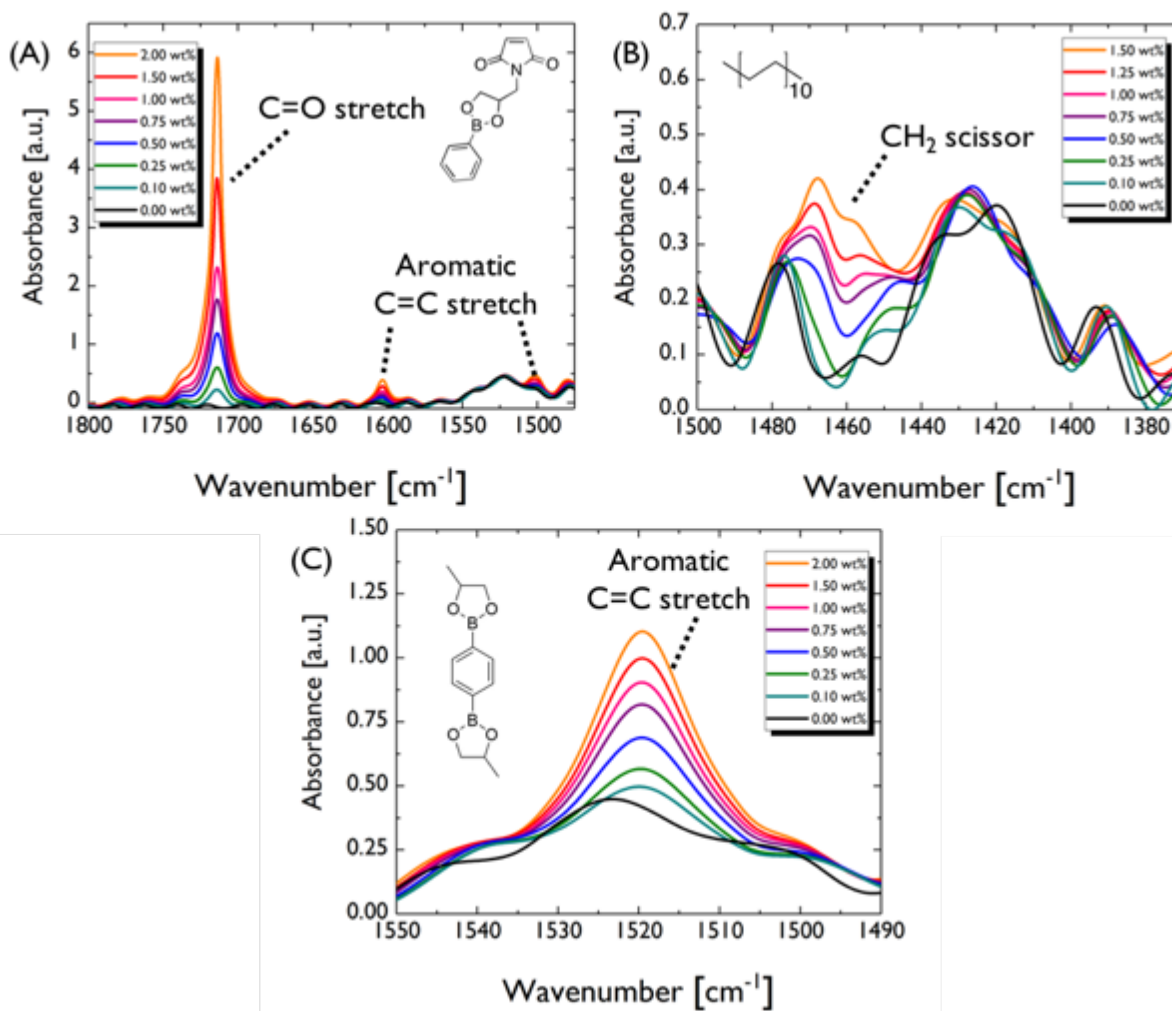 (A)
6
5
4
3
2
1
0
Absorbance [a.u.]
2.00 wt%
1.50 wt%
1.00 wt%
0.75 wt%
0.50 wt%
0.25 wt%
0.10 wt%
0.00 wt%
C=O stretch
O
N
O
O
O
B
Aromatic
C=C stretch
1800 1750 1700 1650 1600 1550 1500
Wavenumber [cm-1]
(B)
0.7
0.6
0.5
0.4
0.3
0.2
0.1
0.0
Absorbance [a.u.]
10
CH2 scissor
1.50 wt%
1.25 wt%
1.00 wt%
0.75 wt%
0.50 wt%
0.25 wt%
0.10 wt%
0.00 wt%
1500 1480 1460 1440 1420 1400 1380
Wavenumber [cm-1]
(C)
1.50
1.25
1.00
0.75
0.50
0.25
0.00
Absorbance [a.u.]
O
O
B
B
O
O
Aromatic
C=C stretch
2.00 wt%
1.50 wt%
1.00 wt%
0.75 wt%
0.50 wt%
0.25 wt%
0.10 wt%
0.00 wt%
1550 1540 1530 1520 1510 1500 1490
Wavenumber [cm-1]